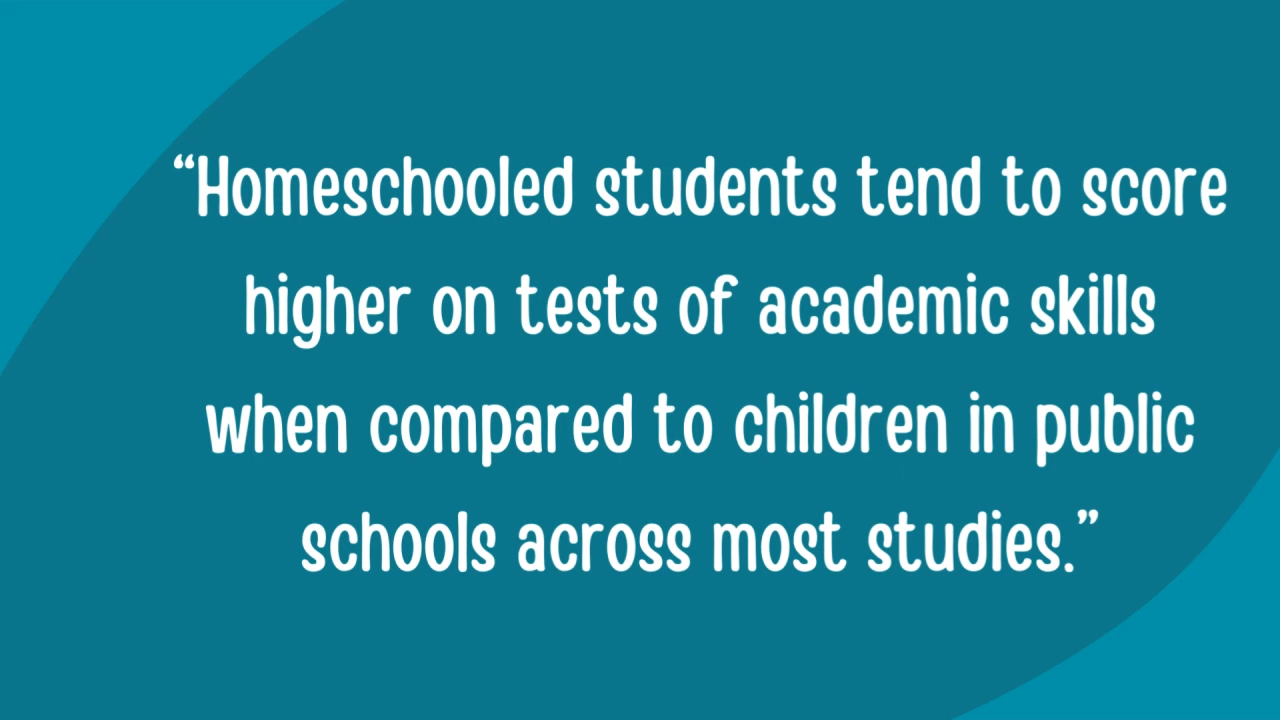 “Homeschooled students tend to score
higher on tests of academic skills
when compared to children in public
schools across most studies.”